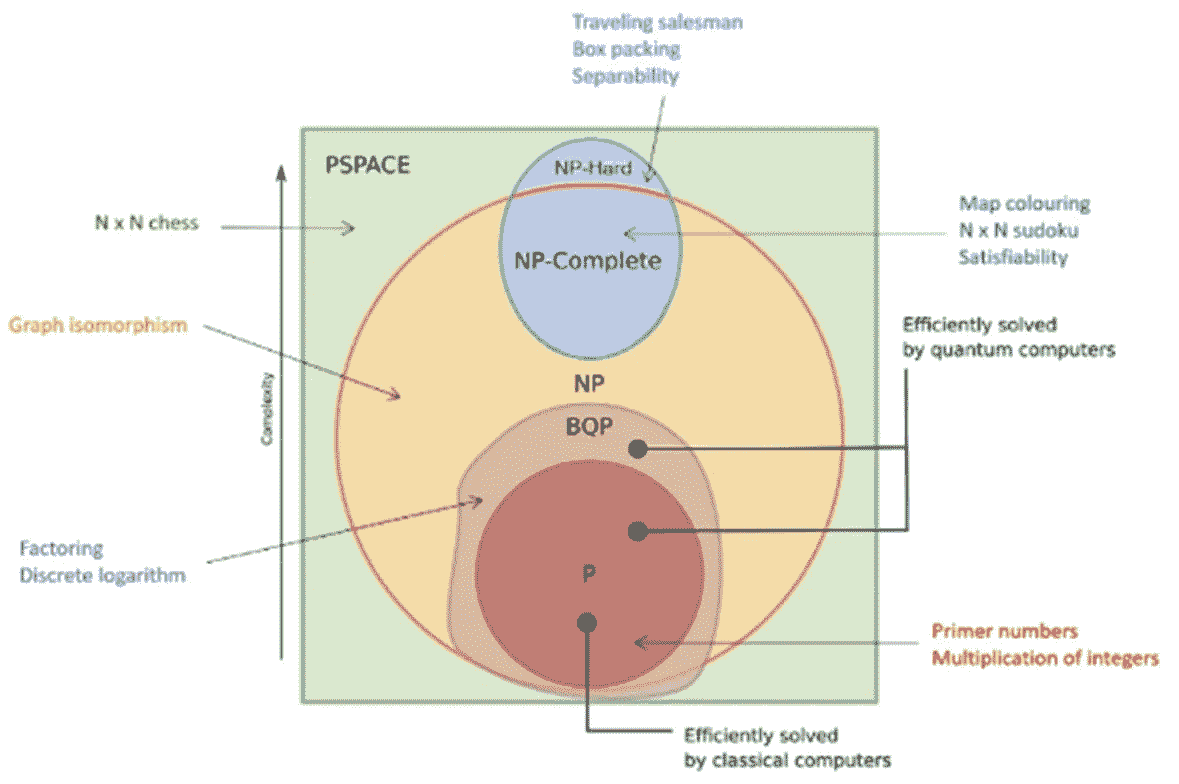 Traveling salesman
Box packing
Separability
PSPACE
NP-Hard
N x N chess
Map colouring
N x N sudoku
Satisfiability
NP-Complete
Graph isomorphism
Efficiently solved
by quantum computers
Complexity
NP
BQP
Factoring
Discrete logarithm
P
Primer numbers
Multiplication of integers
Efficiently solved
by classical computers